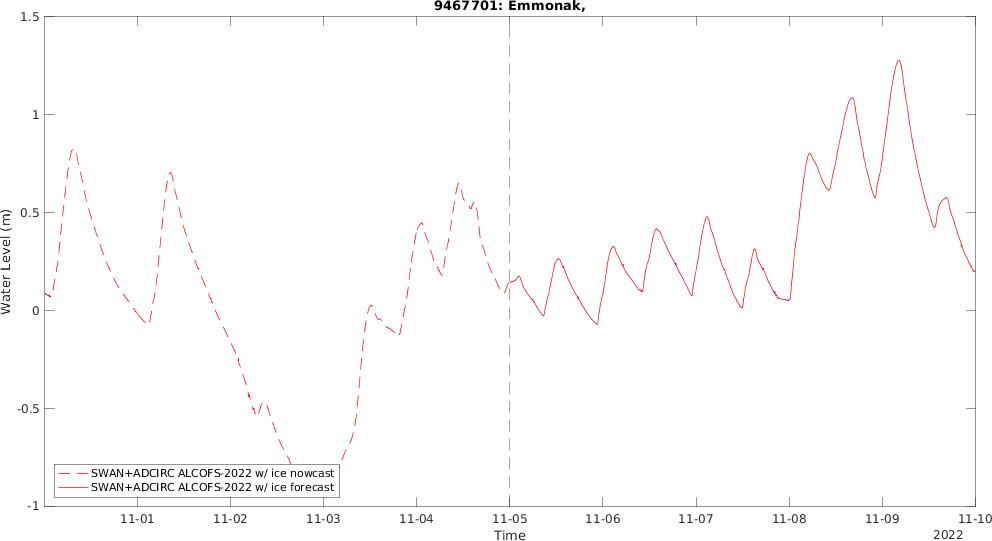 9467701: Emmonak,
1.5
1
0.5
0
-0.5
-1
Water Level (m)
SWAN+ADCIRC ALCOFS-2022 w/ ice nowcast
SWAN+ADCIRC ALCOFS-2022 w/ ice forecast
11-01 11-02 11-03 11-04 11-05 11-06 11-07 11-08 11-09 11-10
Time
2022